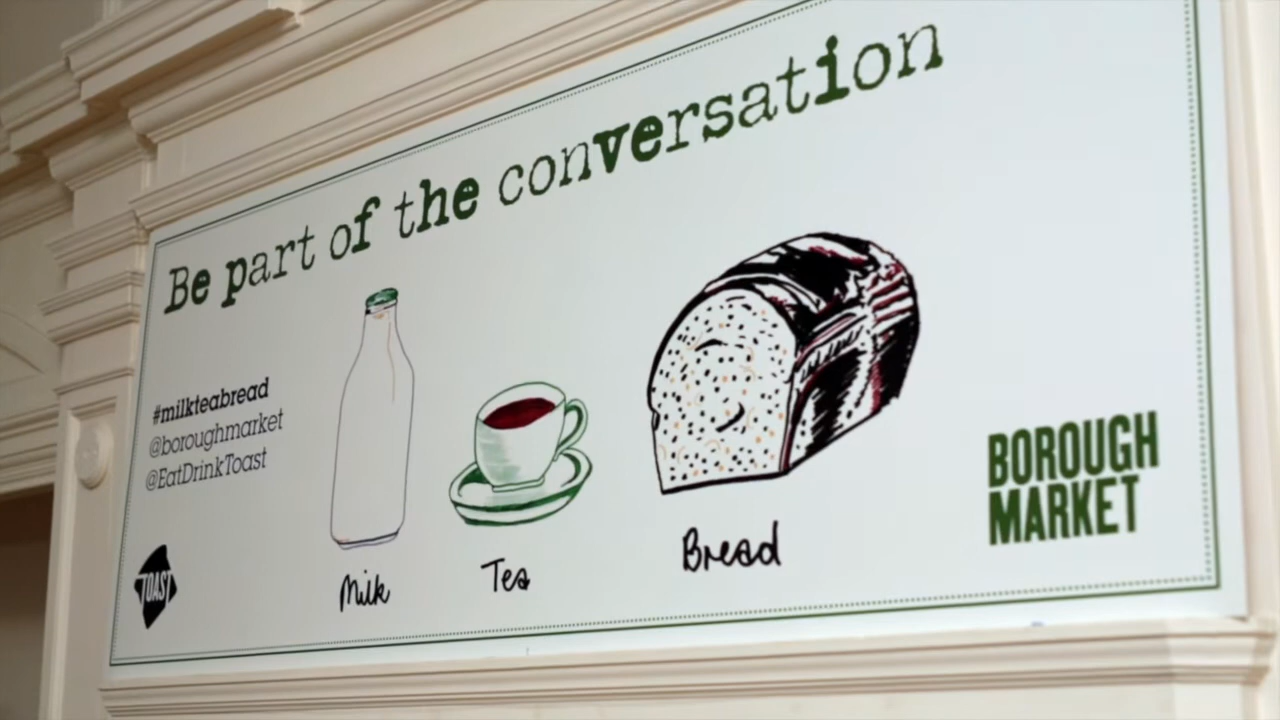 Be part of the conversation
#milkteabread
@boroughmarket
@EatDrinkToast
TOAST
Milk
Tea
Bread
BOROUGH
MARKET